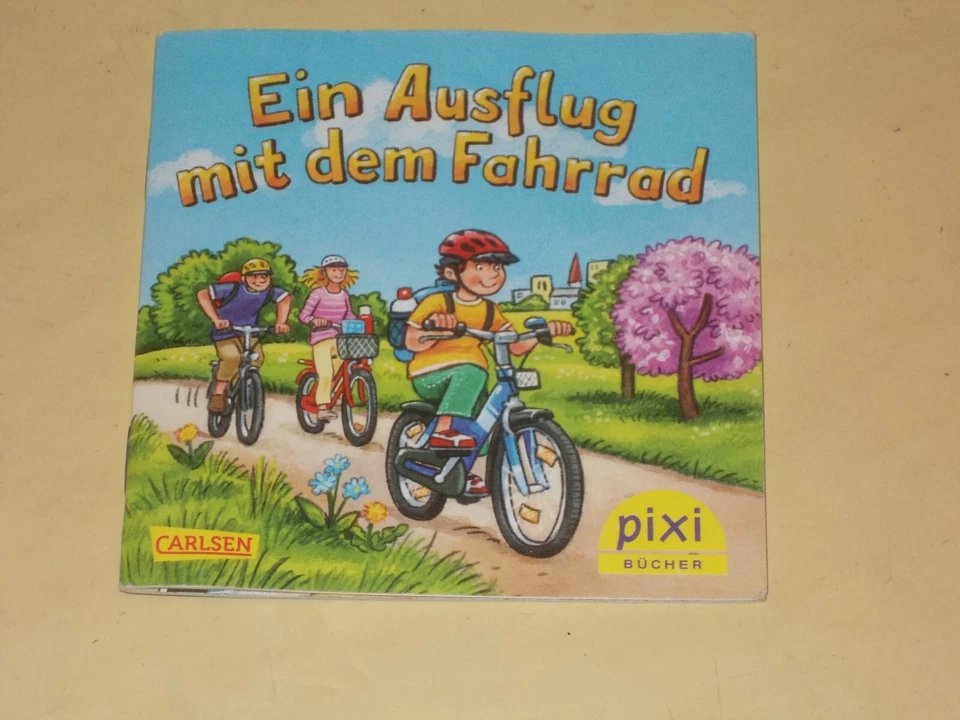 Ein Ausflug
mit dem Fahrrad
CARLSEN
pixi
BÜCHER